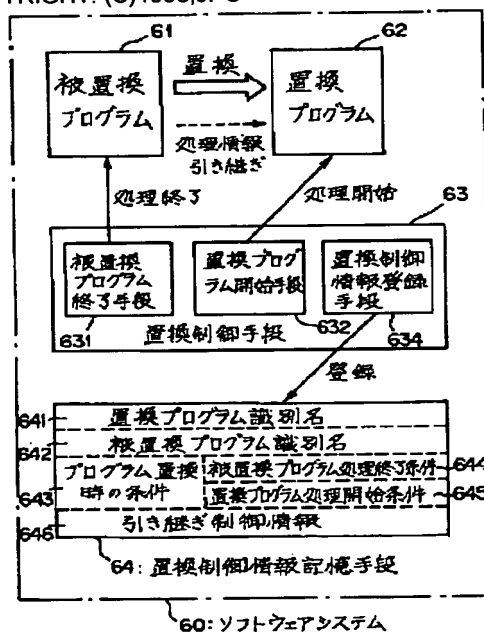 61
62
置換
被置換
プログラム
置換
プログラム
処理情報
引き継ぎ
処理終了
処理開始
63
被置換
プログラム
終了手段
631
置換プログ
ラム開始手段
632
置換制御
情報登録
手段
634
置換制御手段
登録
641
置換プログラム識別名
642
被置換プログラム識別名
643
プログラム置換
時の条件
被置換プログラム処理終了条件
644
置換プログラム処理開始条件
645
646
引き継ぎ制御情報
64:置換制御情報記憶手段
60:ソフトウェアシステム